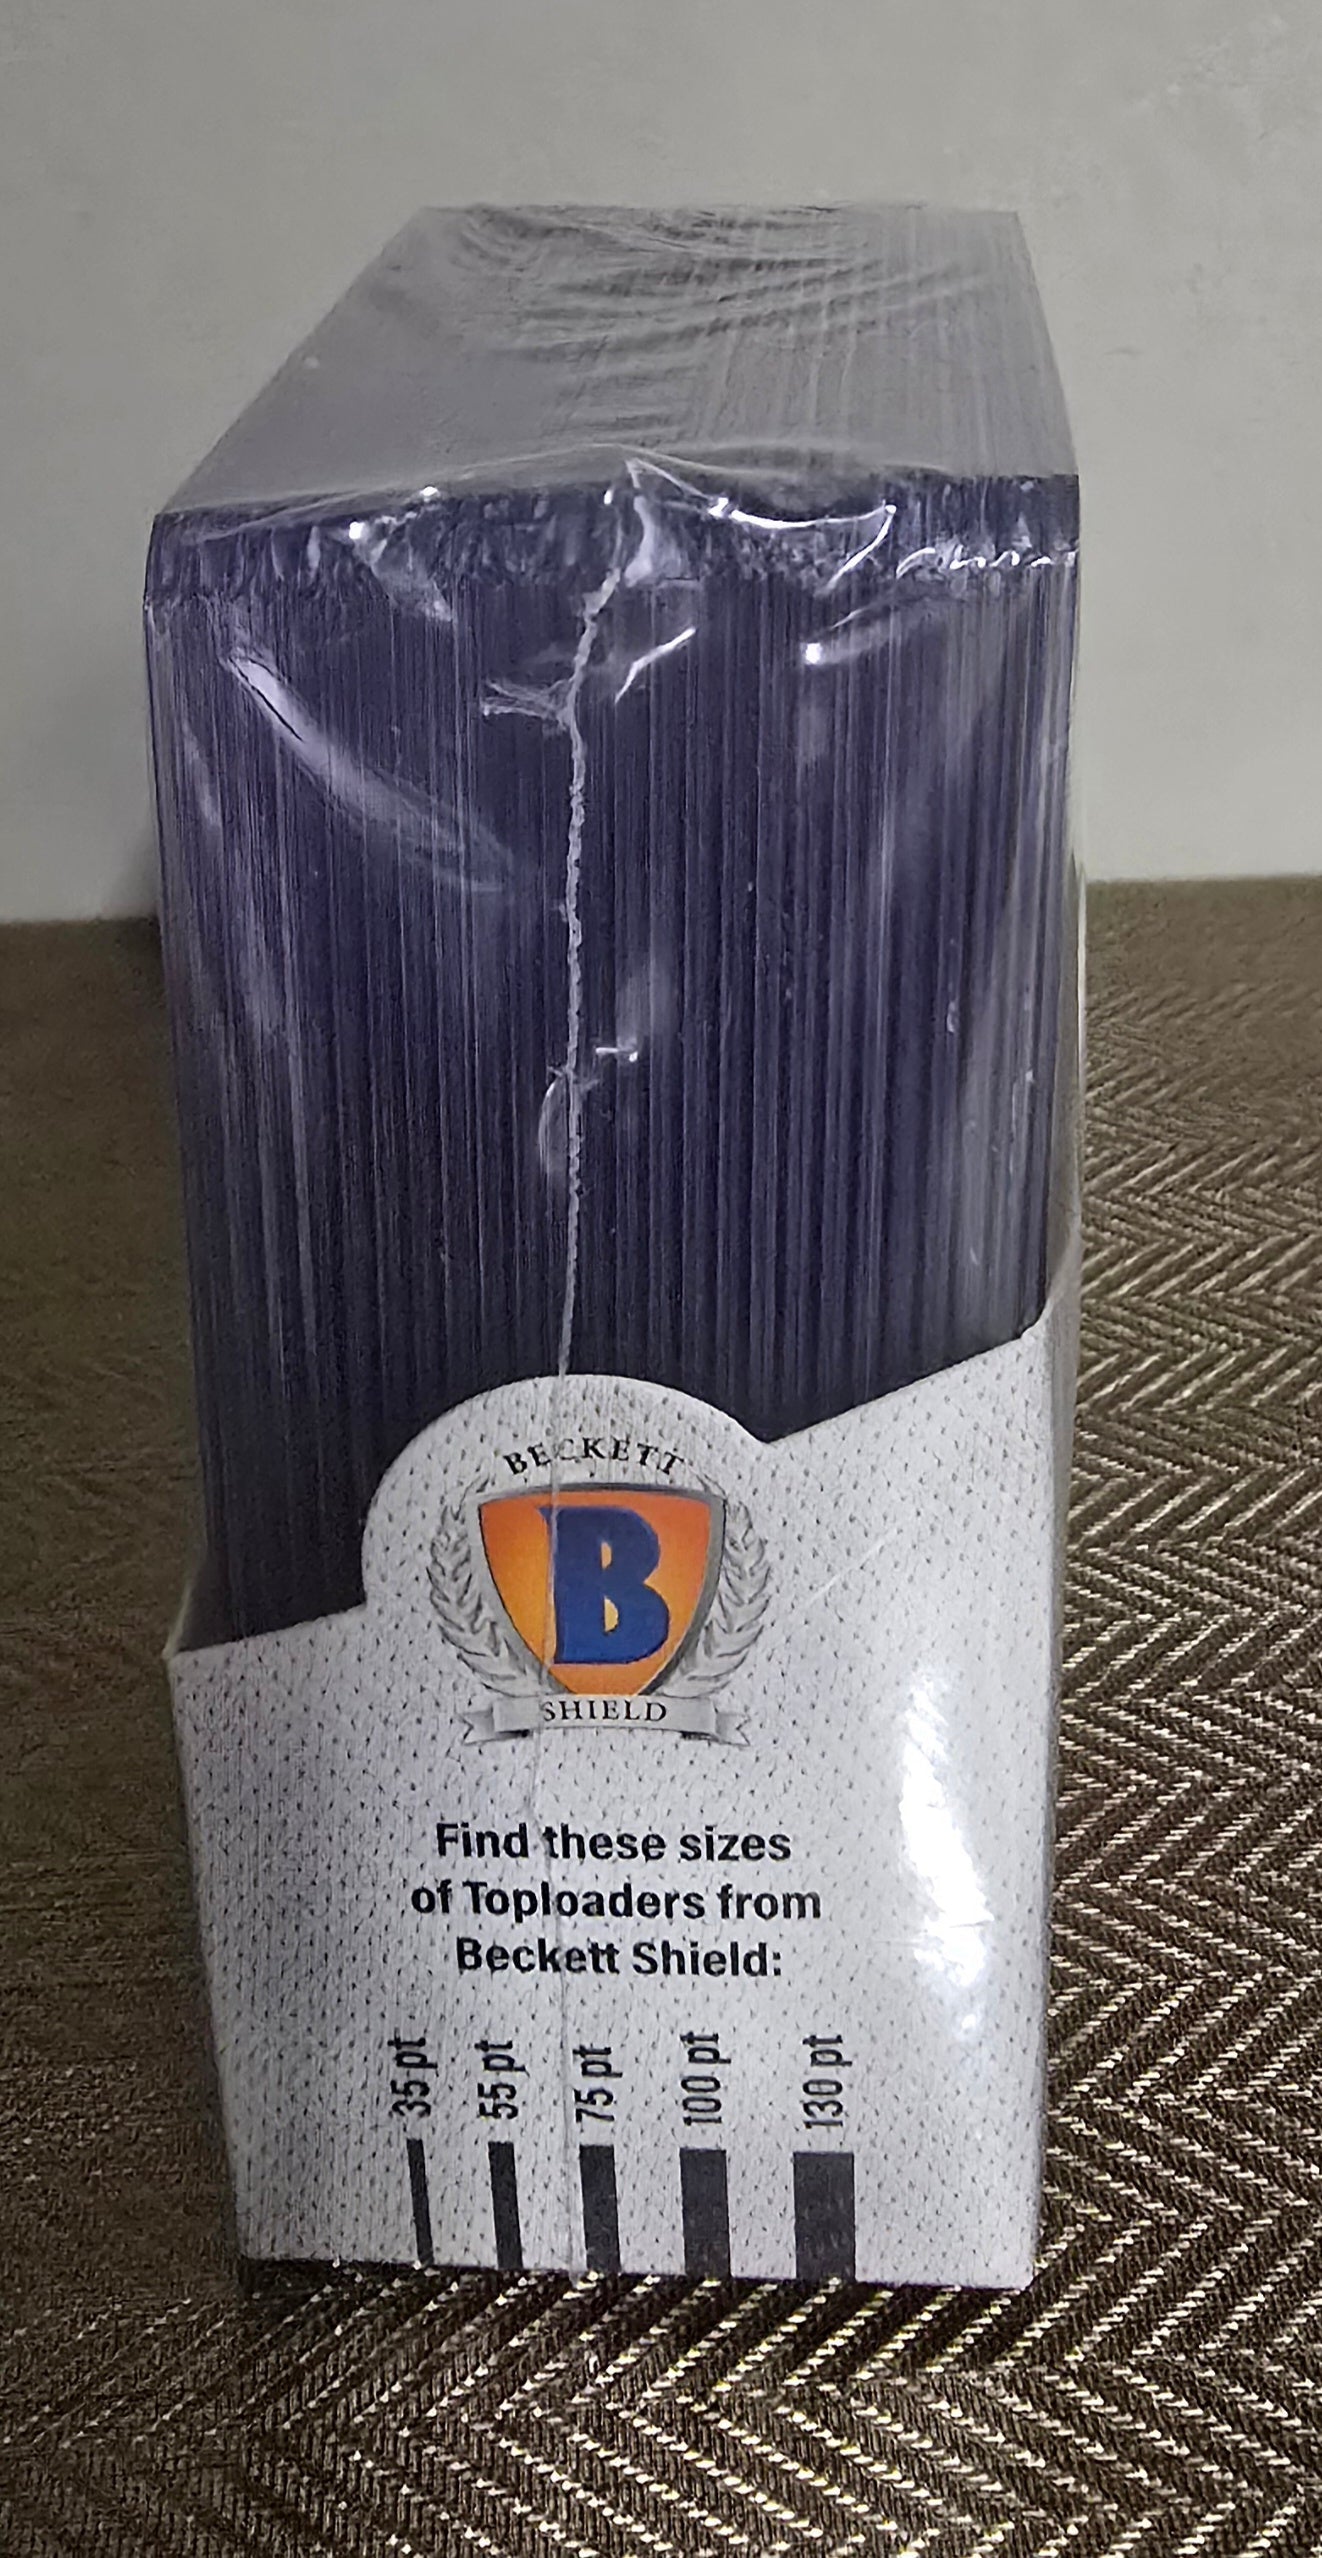 BECKETT
B
SHIELD
Find these sizes
of Toploaders from
Beckett Shield:
35 pt
55 pt
75 pt
100 pt
130 pt